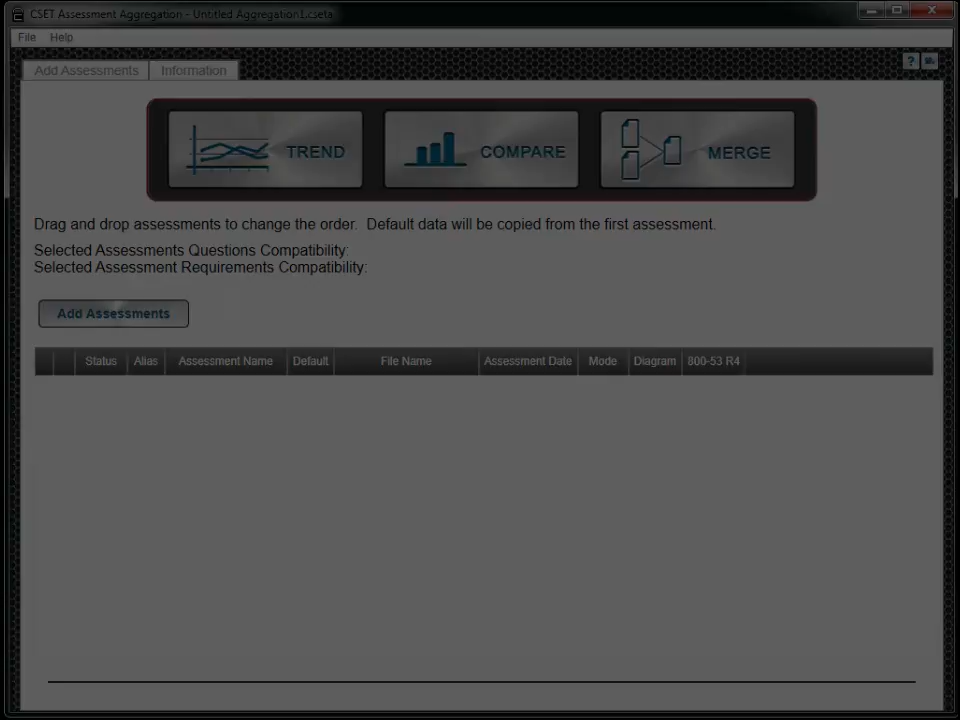 CSET Assessment Aggregation - Untitled Aggregation1.cseta
File Help
Add Assessments Information
?
TREND COMPARE MERGE
Drag and drop assessments to change the order. Default data will be copied from the first assessment.
Selected Assessments Questions Compatibility:
Selected Assessment Requirements Compatibility:
Add Assessments
Status Alias Assessment Name Default File Name Assessment Date Mode Diagram 800-53 R4